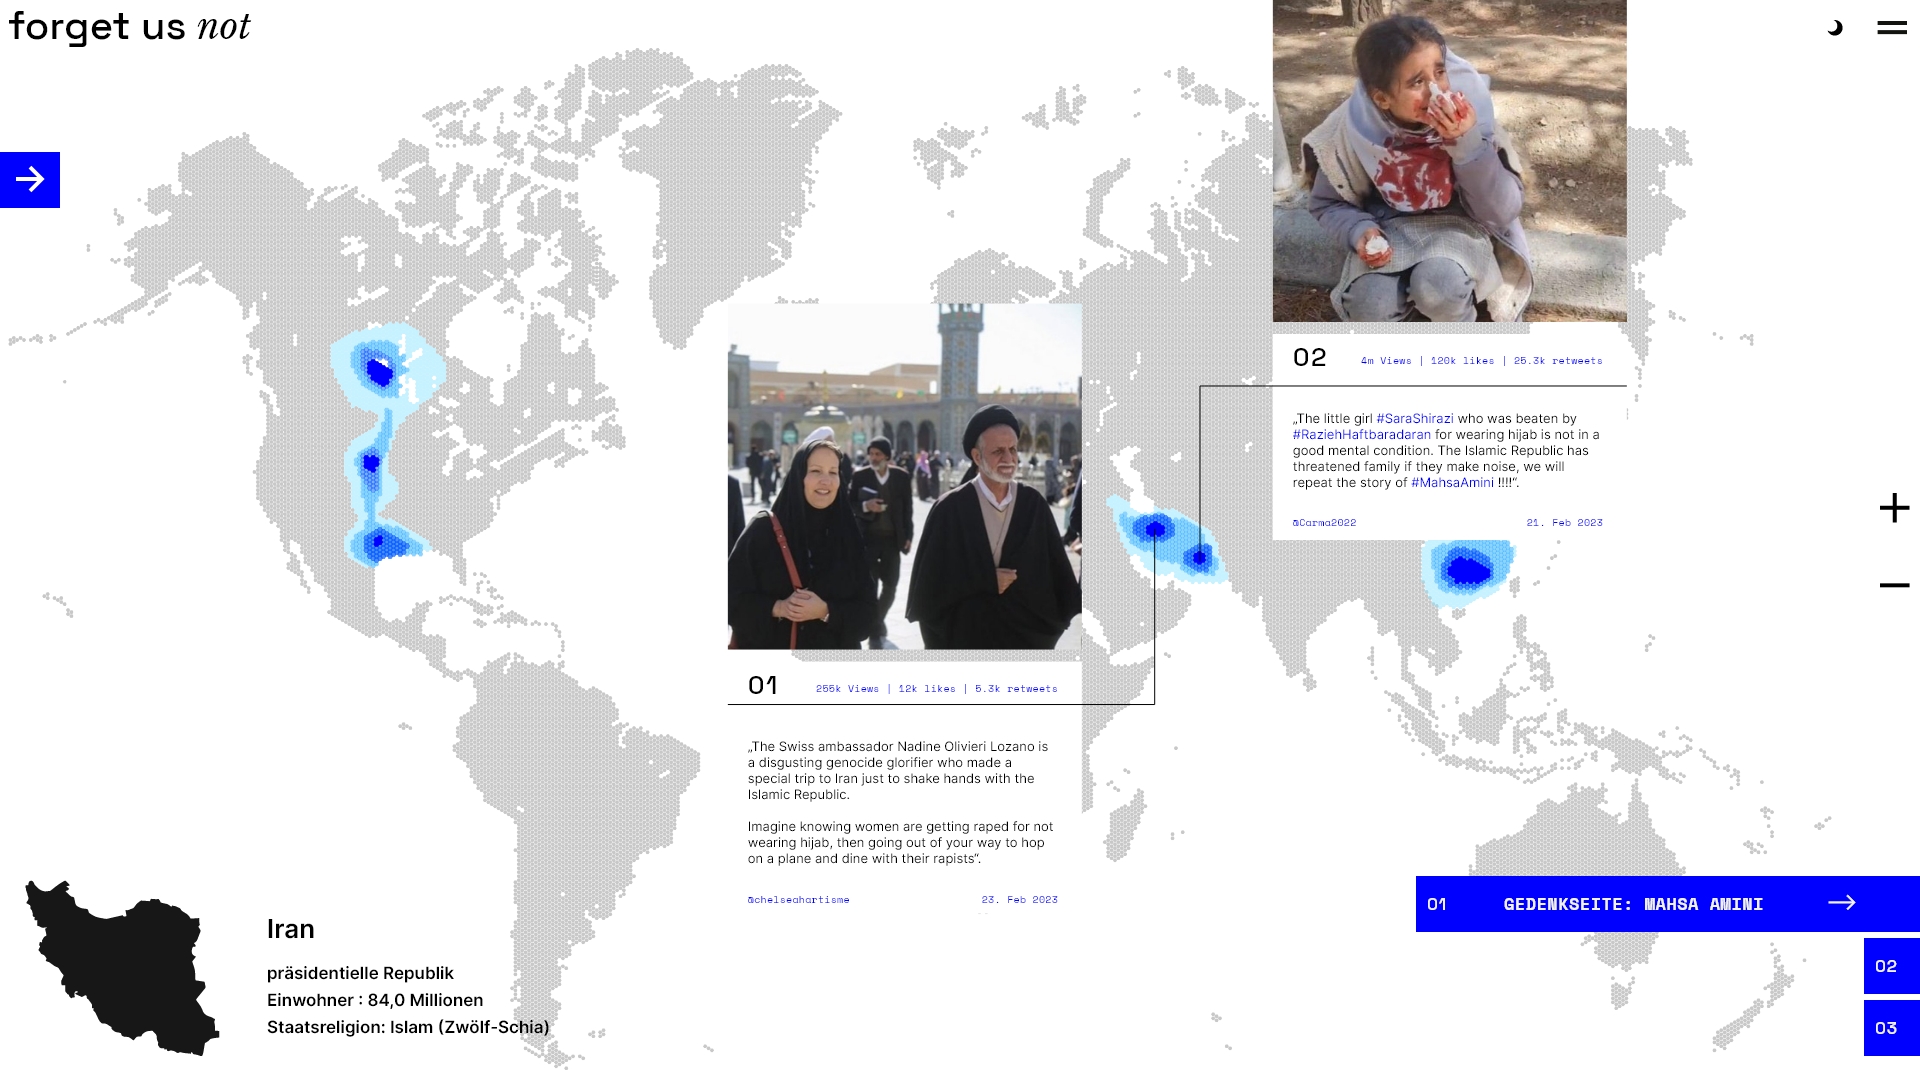 forget us not
02
4m Views | 120k likes | 25.3k retweets
„The little girl #SaraShirazi who was beaten by
#RaziehHaftbaradaran for wearing hijab is not in a
good mental condition. The Islamic Republic has
threatened family if they make noise, we will
repeat the story of #MahsaAmini !!!!“.
@Carma2022
21. Feb 2023
01
255k Views | 12k likes | 5.3k retweets
„The Swiss ambassador Nadine Olivieri Lozano is
a disgusting genocide glorifier who made a
special trip to Iran just to shake hands with the
Islamic Republic.
Imagine knowing women are getting raped for not
wearing hijab, then going out of your way to hop
on a plane and dine with their rapists“.
@chelseahartisme
23. Feb 2023
Iran
präsidentielle Republik
Einwohner : 84,0 Millionen
Staatsreligion: Islam (Zwölf-Schia)
01 GEDENKSEITE: MAHSA AMINI
02
03